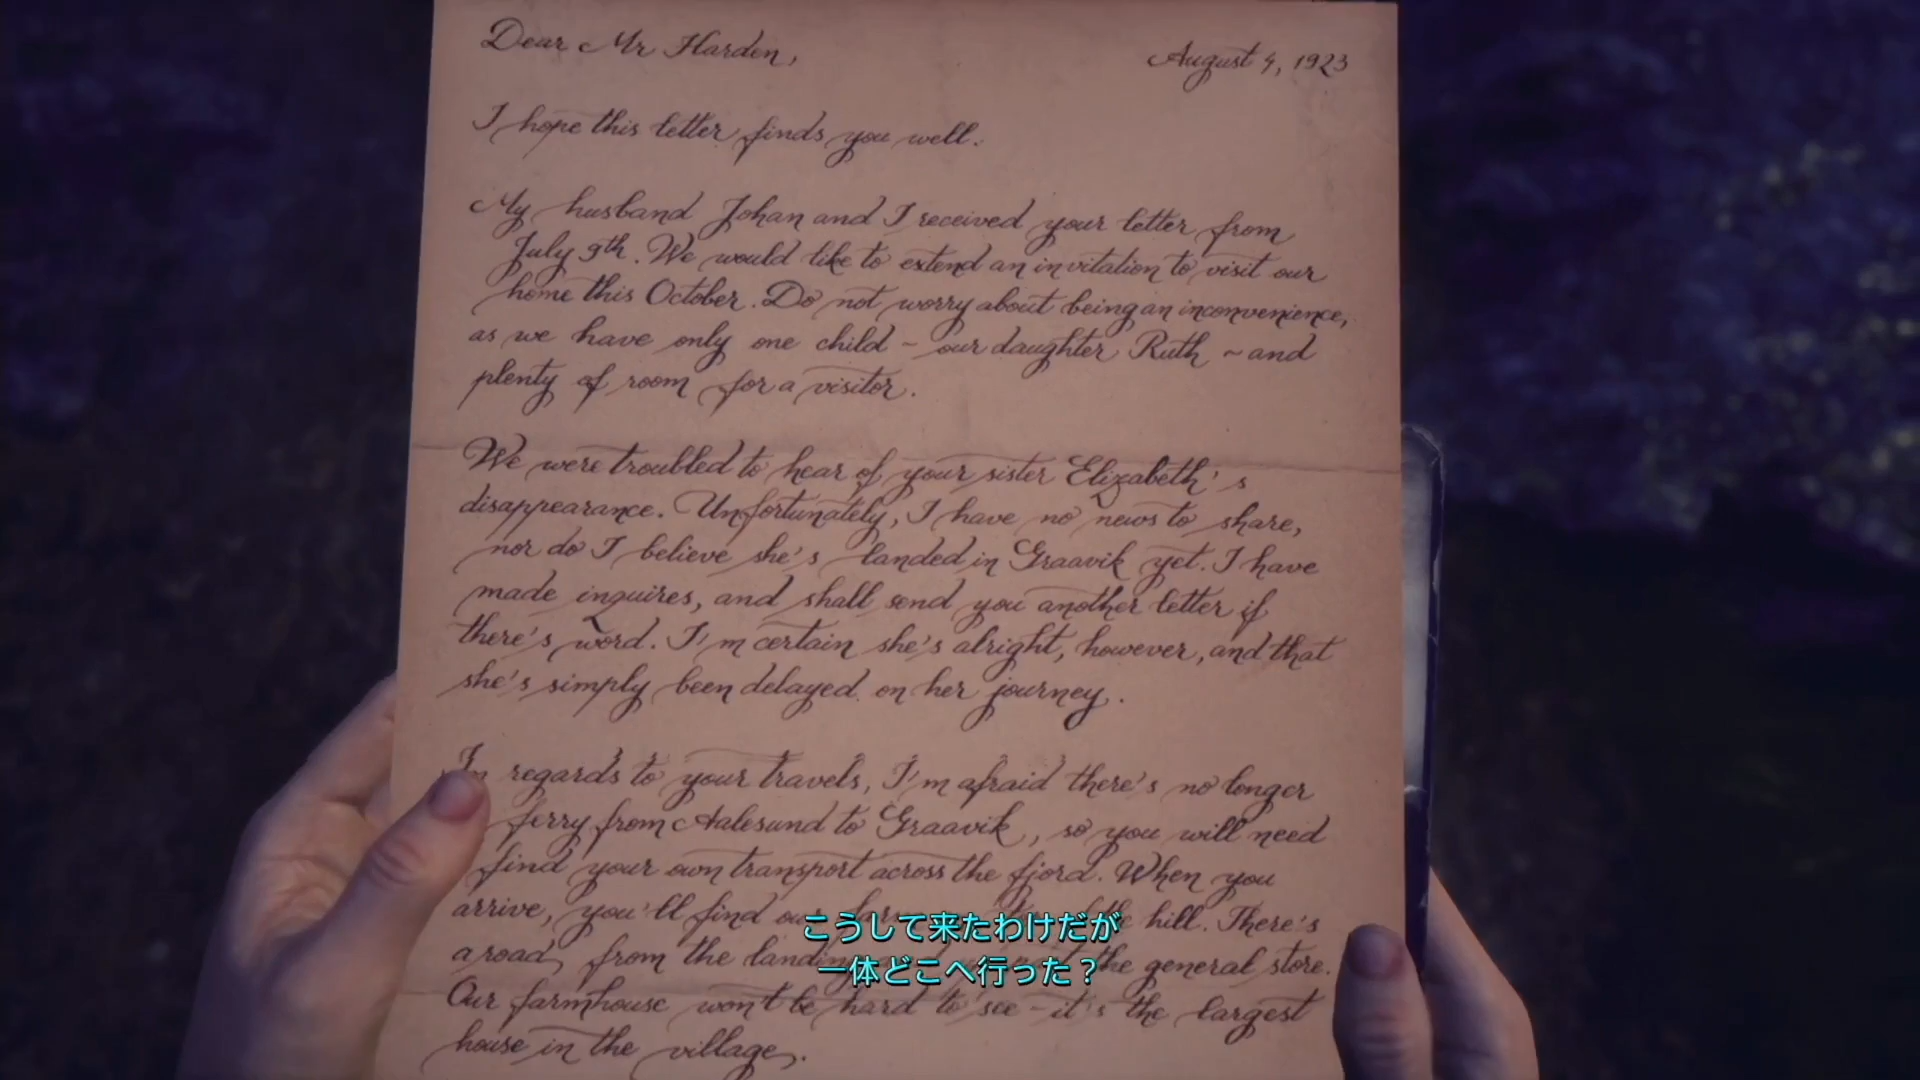 Dear Mr Harden,
August 4, 1923
I hope this letter finds you well.
My husband Johan and I received your letter from
July 9th. We would like to extend an invitation to visit our
home this October. Do not worry about being an inconvenience,
as we have only one child - our daughter Ruth - and
plenty of room for a visitor.
We were troubled to hear of your sister Elizabeth's
disappearance. Unfortunately, I have no news to share,
nor do I believe she's landed in Graavik yet. I have
made inquires, and shall send you another letter if
there's word. I'm certain she's alright, however, and that
she's simply been delayed on her journey.
In regards to your travels, I'm afraid there's no longer
ferry from Aalesund to Graavik, so you will need
find your own transport across the fjord. When you
arrive, you'll find our hill. There's
a road from the landing the general store.
Our farmhouse won't be hard to see - it's the largest
house in the village.
こうして来たわけだが
一体どこへ行った？